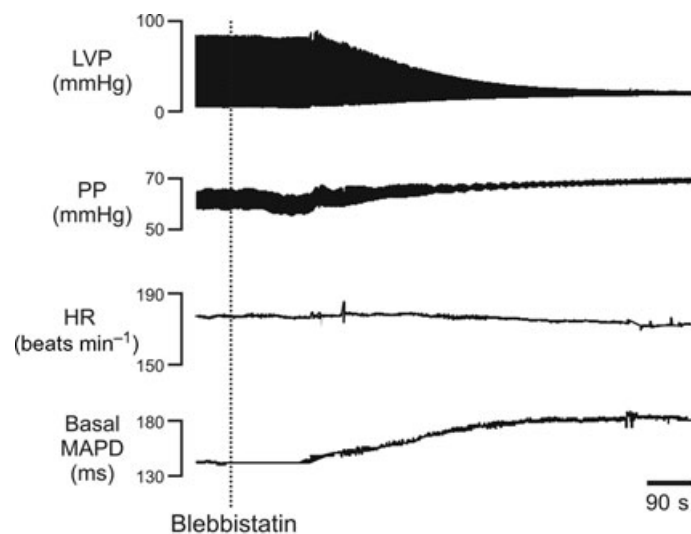 100
LVP
(mmHg)
0
70
PP
(mmHg)
50
190
HR
(beats min⁻¹)
150
180
Basal
MAPD
(ms)
130
90 s
Blebbistatin